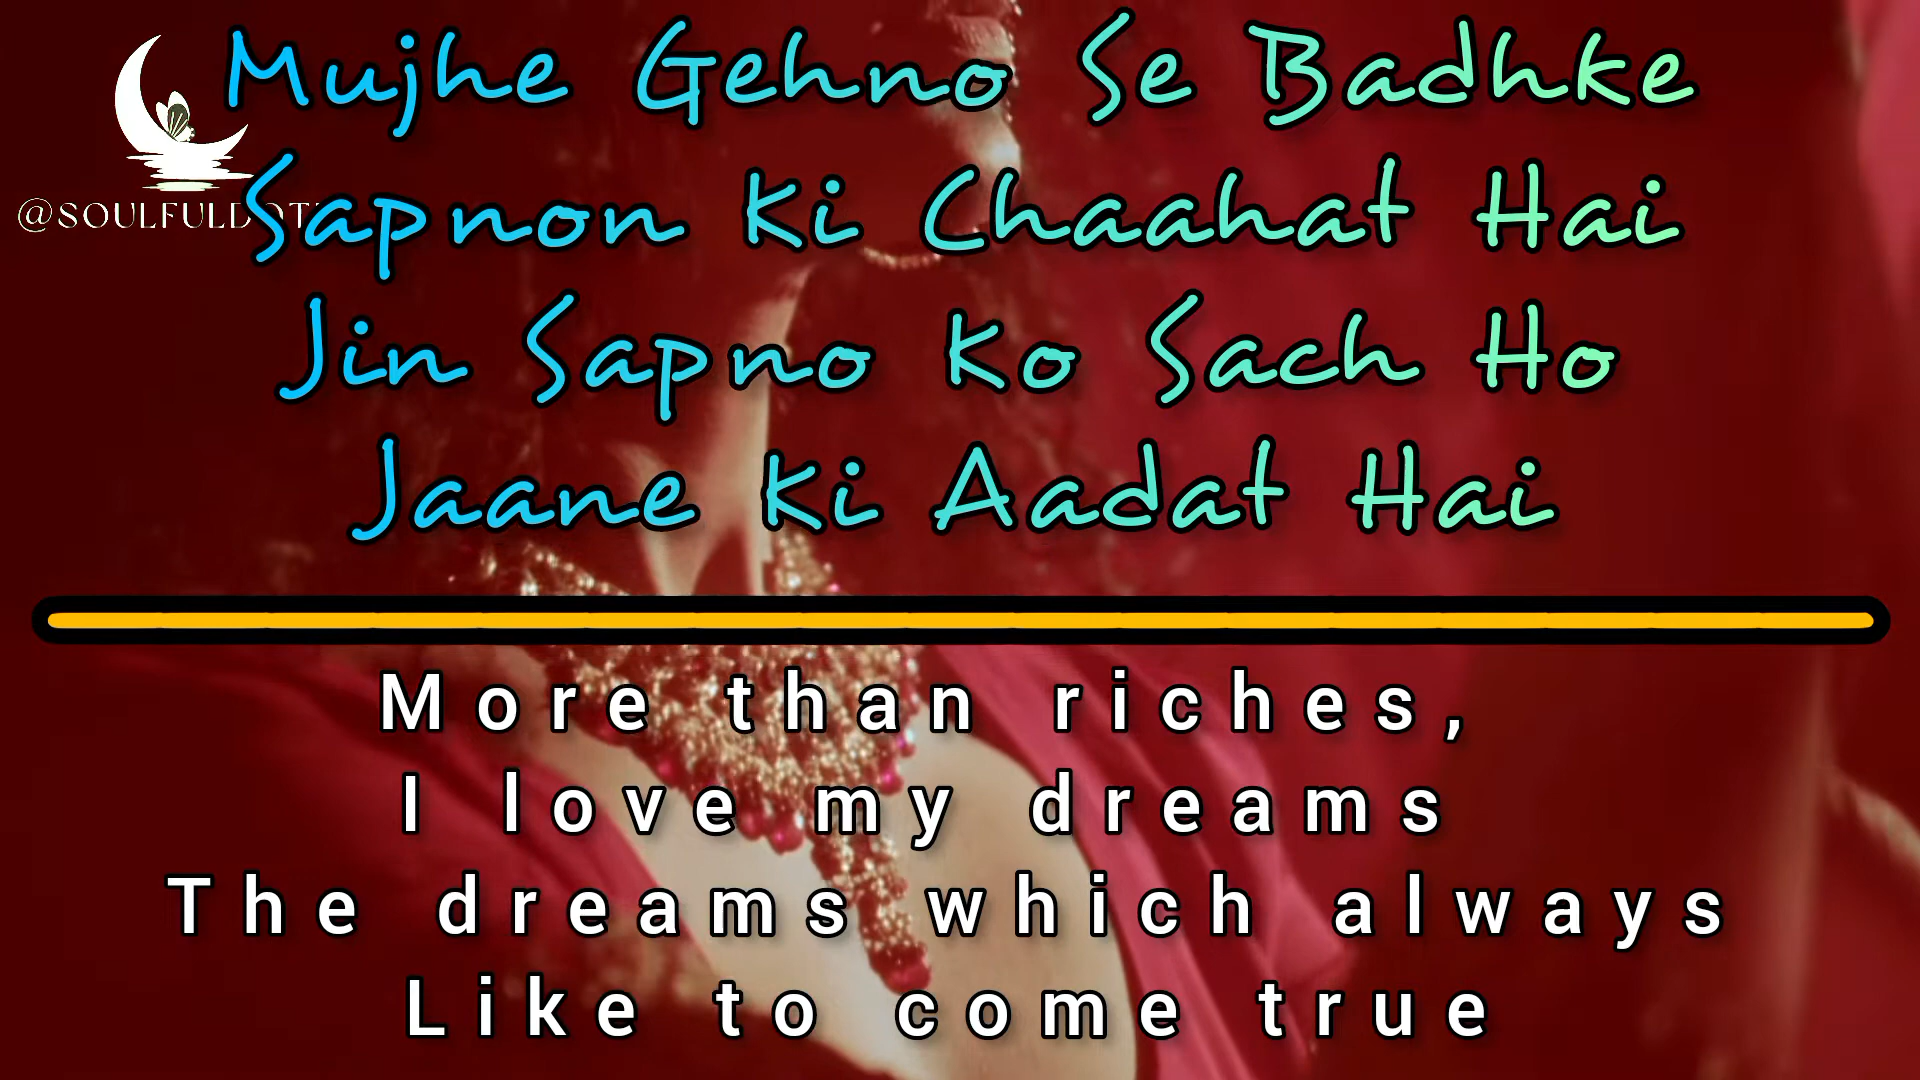 Mujhe Gehno Se Badhke
Sapnon Ki Chaahat Hai
Jin Sapno Ko Sach Ho
Jaane Ki Aadat Hai
More than riches,
I love my dreams
The dreams which always
Like to come true